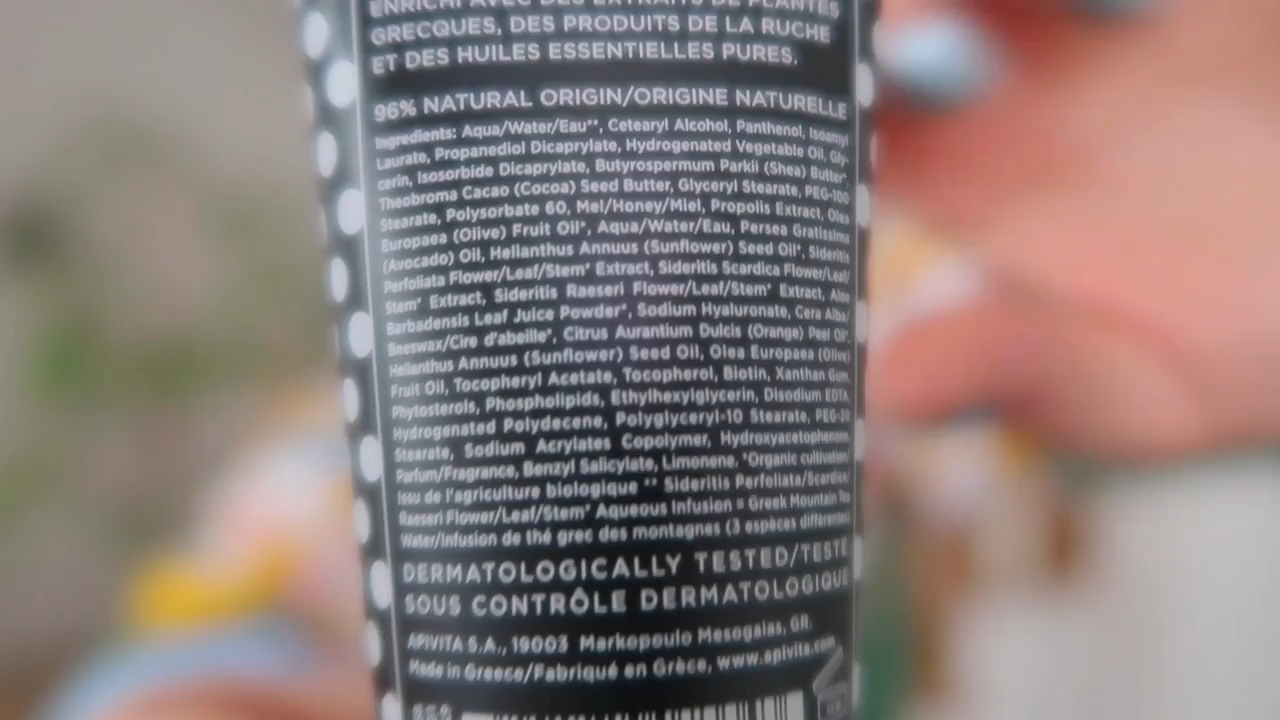 ENRICHI AVEC DES EXTRAITS DE PLANTES
GRECQUES, DES PRODUITS DE LA RUCHE
ET DES HUILES ESSENTIELLES PURES.
96% NATURAL ORIGIN/ORIGINE NATURELLE
Ingredients: Aqua/Water/Eau**, Cetearyl Alcohol, Panthenol, Isoamyl
Laurate, Propanediol Dicaprylate, Hydrogenated Vegetable Oil, Gly-
cerin, Isosorbide Dicaprylate, Butyrospermum Parkii (Shea) Butter*,
Theobroma Cacao (Cocoa) Seed Butter, Glyceryl Stearate, PEG-100
Stearate, Polysorbate 60, Mel/Honey/Miel, Propolis Extract, Olea
Europaea (Olive) Fruit Oil*, Aqua/Water/Eau, Persea Gratissima
(Avocado) Oil, Helianthus Annuus (Sunflower) Seed Oil*, Sideritis
Perfoliata Flower/Leaf/Stem* Extract, Sideritis Scardica Flower/Leaf/
Stem* Extract, Sideritis Raeseri Flower/Leaf/Stem* Extract, Aloe
Barbadensis Leaf Juice Powder*, Sodium Hyaluronate, Cera Alba/
Beeswax/Cire d'abeille*, Citrus Aurantium Dulcis (Orange) Peel Oil*,
Helianthus Annuus (Sunflower) Seed Oil, Olea Europaea (Olive)
Fruit Oil, Tocopheryl Acetate, Tocopherol, Biotin, Xanthan Gum,
Phytosterols, Phospholipids, Ethylhexylglycerin, Disodium EDTA,
Hydrogenated Polydecene, Polyglyceryl-10 Stearate, PEG-20
Stearate, Sodium Acrylates Copolymer, Hydroxyacetophenone,
Parfum/Fragrance, Benzyl Salicylate, Limonene, *Organic cultivation/
Issu de l'agriculture biologique ** Sideritis Perfoliata/Scardica/
Raeseri Flower/Leaf/Stem* Aqueous Infusion = Greek Mountain Tea
Water/Infusion de thé grec des montagnes (3 espèces différentes)
DERMATOLOGICALLY TESTED/TESTÉ
SOUS CONTRÔLE DERMATOLOGIQUE
APIVITA S.A., 19003 Markopoulo Mesogaias, GR.
Made in Greece/Fabriqué en Grèce, www.apivita.com